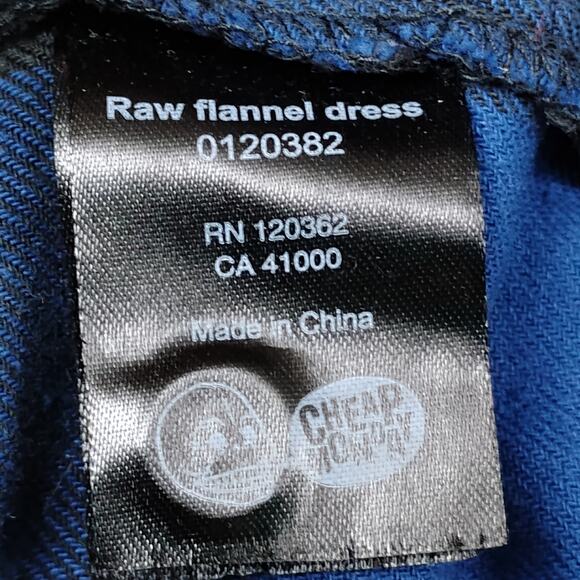 Raw flannel dress
0120382
RN 120362
CA 41000
Made in China
CHEAP
MONDAY